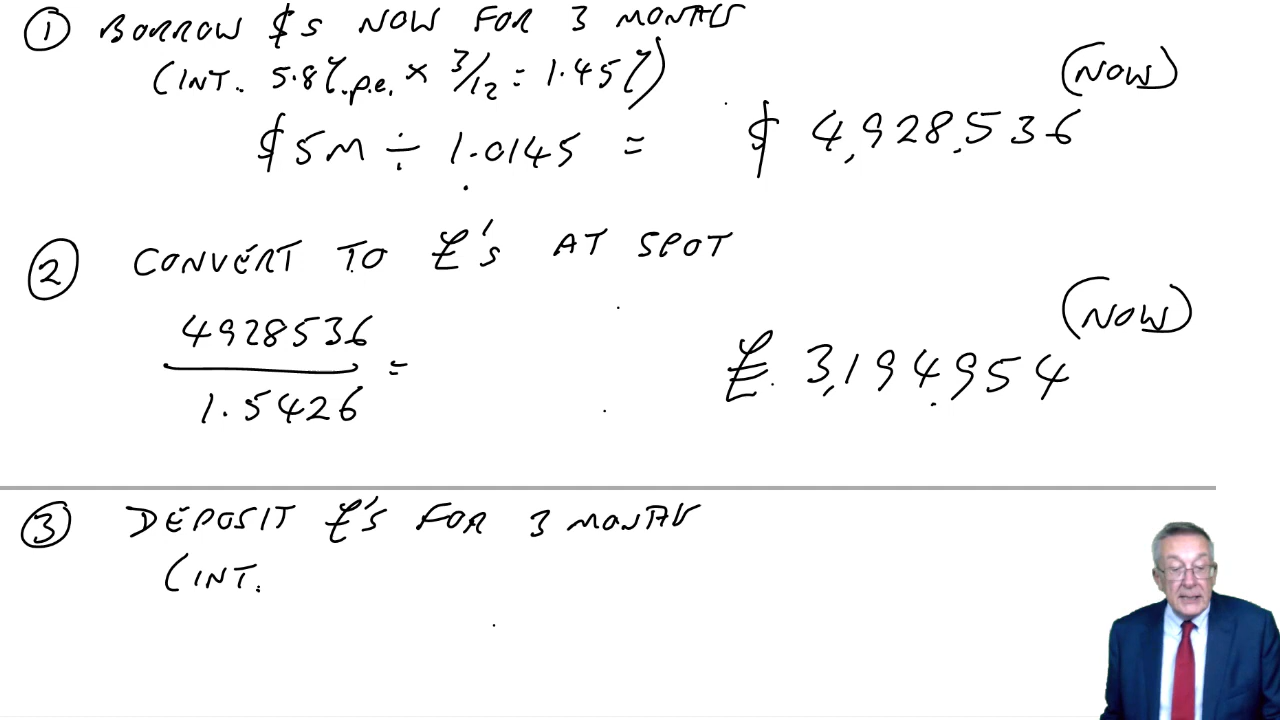 ① BORROW $s NOW FOR 3 MONTHS
(INT. 5.8% p.e. × 3/12 = 1.45%)
(NOW)
$5M ÷ 1.0145 = $ 4,928,536
② CONVERT TO £'s AT SPOT
(NOW)
4928536
1.5426
= £ 3,194,954
③ DEPOSIT £'s FOR 3 MONTHS
(INT.